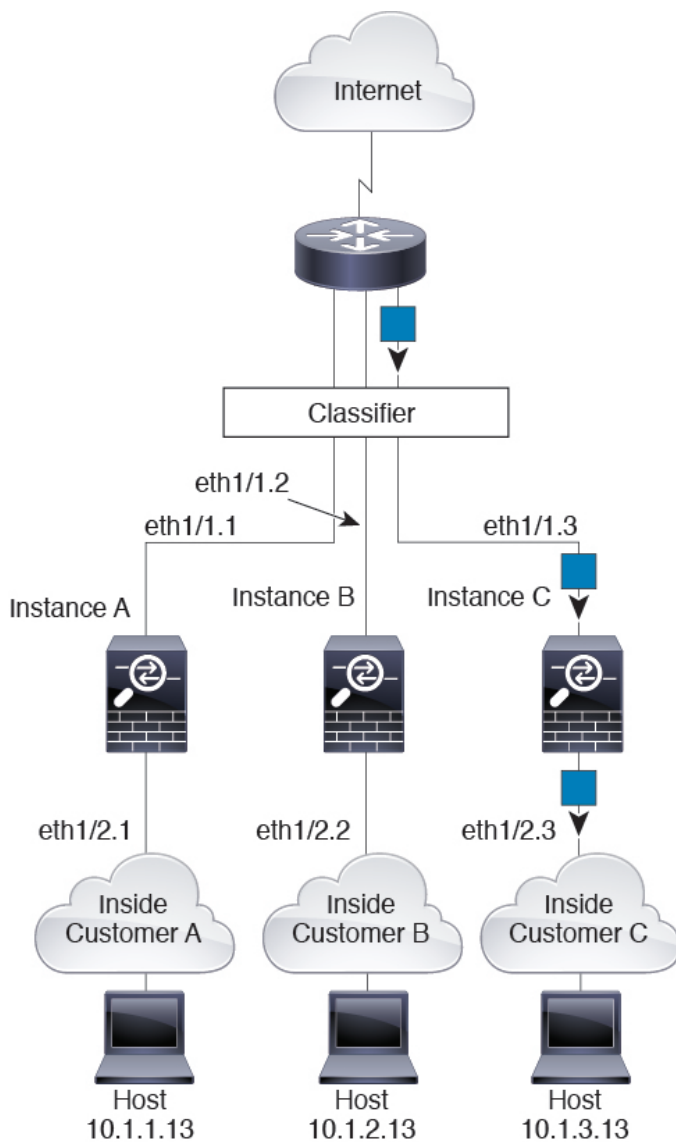 Internet
Classifier
eth1/1.2
eth1/1.1
eth1/1.3
Instance A
Instance B
Instance C
eth1/2.1
eth1/2.2
eth1/2.3
Inside
Customer A
Inside
Customer B
Inside
Customer C
Host
10.1.1.13
Host
10.1.2.13
Host
10.1.3.13